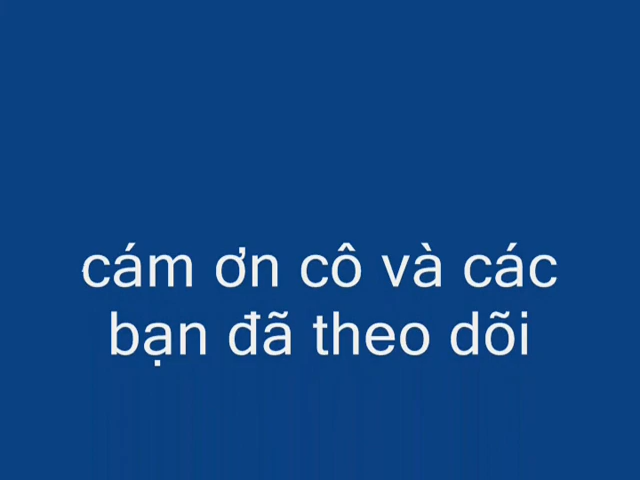 cám ơn cô và các
bạn đã theo dõi